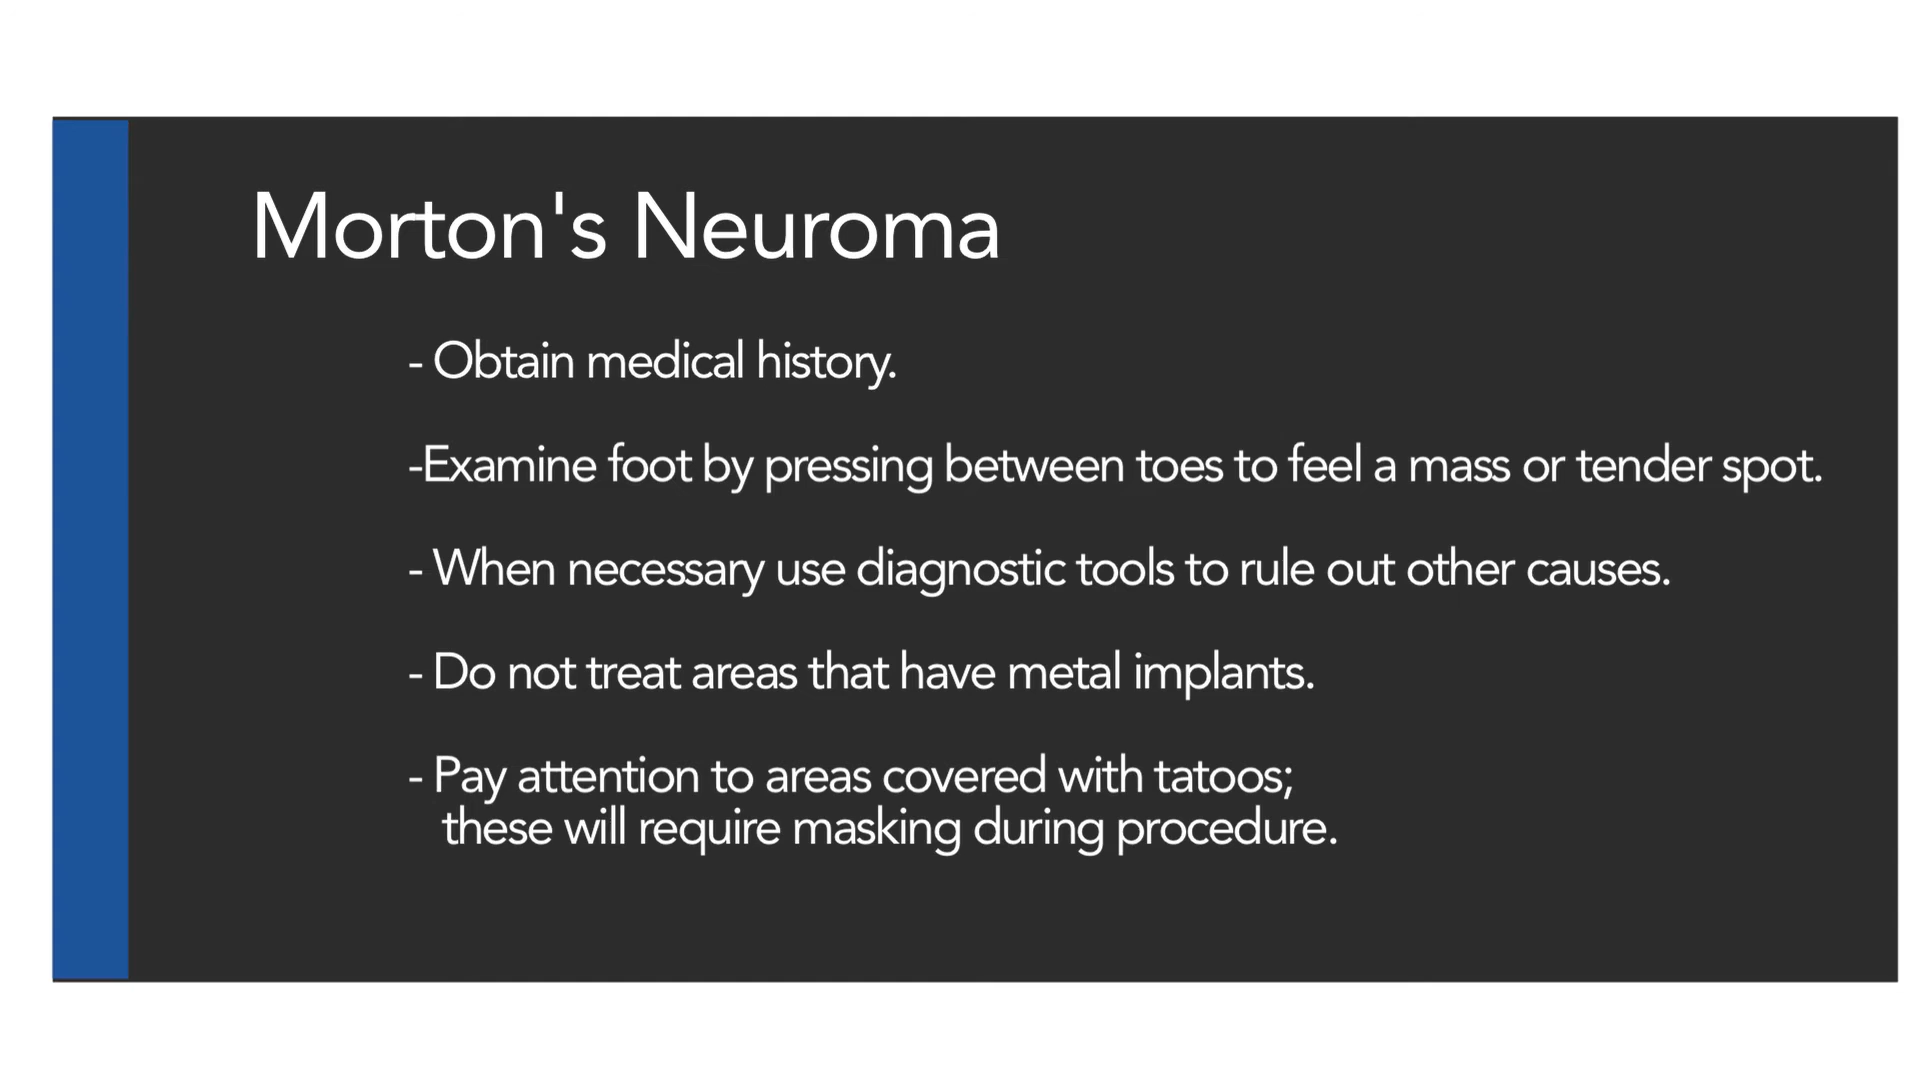 Morton's Neuroma
- Obtain medical history.
-Examine foot by pressing between toes to feel a mass or tender spot.
- When necessary use diagnostic tools to rule out other causes.
- Do not treat areas that have metal implants.
- Pay attention to areas covered with tatoos;
these will require masking during procedure.